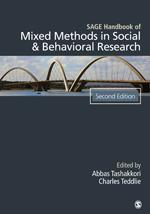 SAGE Handbook of
Mixed Methods in Social
& Behavioral Research
Second Edition
Edited by
Abbas Tashakkori
Charles Teddlie